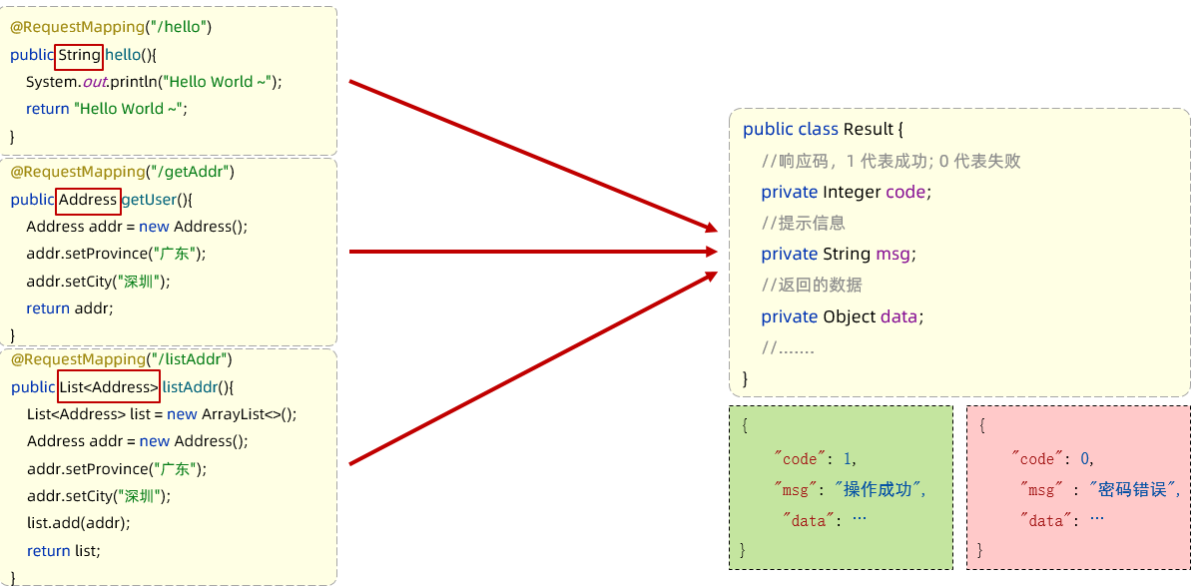 @RequestMapping("/hello")
public String hello(){
System.out.println("Hello World ~");
return "Hello World ~";
}
@RequestMapping("/getAddr")
public Address getUser(){
Address addr = new Address();
addr.setProvince("广东");
addr.setCity("深圳");
return addr;
}
@RequestMapping("/listAddr")
public List<Address> listAddr(){
List<Address> list = new ArrayList<>();
Address addr = new Address();
addr.setProvince("广东");
addr.setCity("深圳");
list.add(addr);
return list;
}
public class Result {
//响应码，1 代表成功; 0 代表失败
private Integer code;
//提示信息
private String msg;
//返回的数据
private Object data;
//.......
}
{
"code": 1,
"msg": "操作成功",
"data": ···
}
{
"code": 0,
"msg" : "密码错误",
"data": ···
}